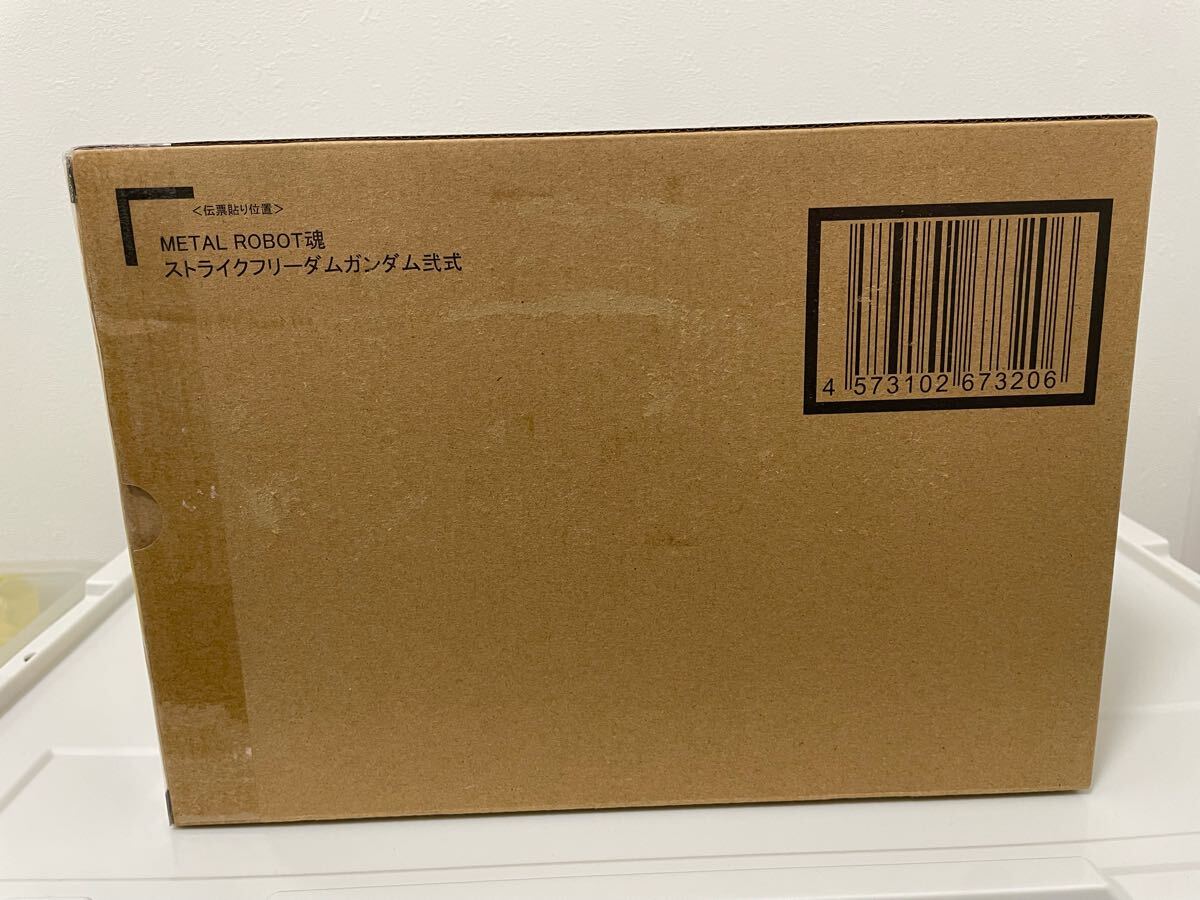 <伝票貼り位置>
METAL ROBOT魂
ストライクフリーダムガンダム弐式
4 573102 673206